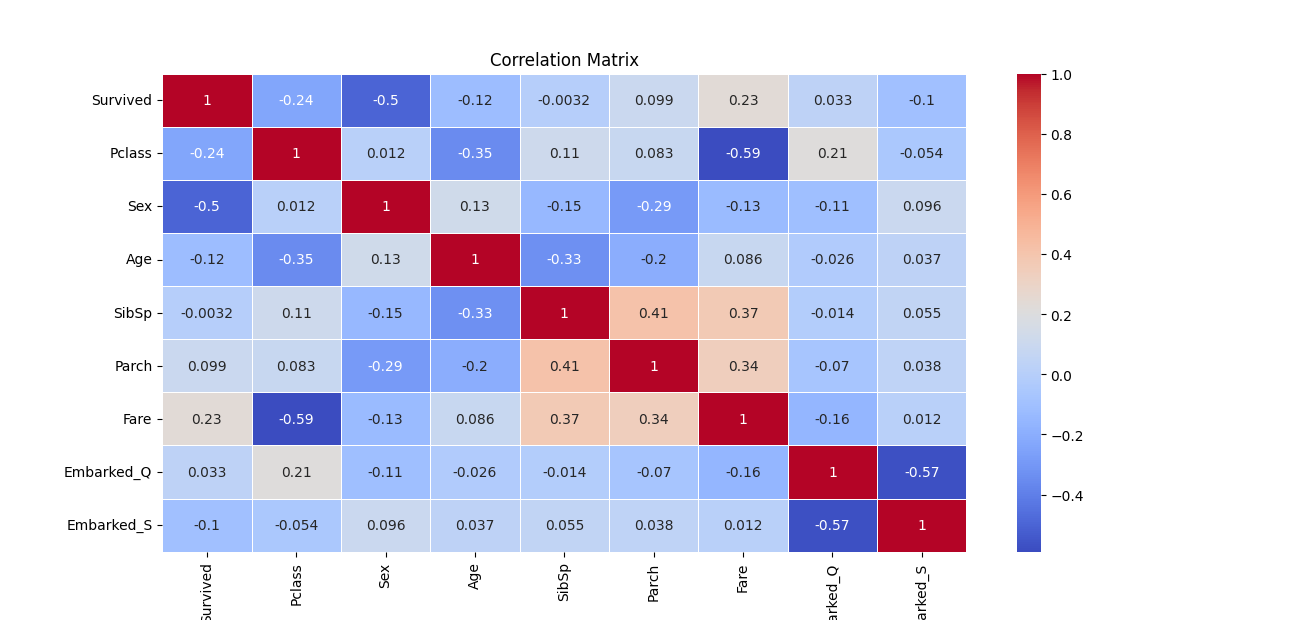 Correlation Matrix
Survived 1 -0.24 -0.5 -0.12 -0.0032 0.099 0.23 0.033 -0.1
Pclass -0.24 1 0.012 -0.35 0.11 0.083 -0.59 0.21 -0.054
Sex -0.5 0.012 1 0.13 -0.15 -0.29 -0.13 -0.11 0.096
Age -0.12 -0.35 0.13 1 -0.33 -0.2 0.086 -0.026 0.037
SibSp -0.0032 0.11 -0.15 -0.33 1 0.41 0.37 -0.014 0.055
Parch 0.099 0.083 -0.29 -0.2 0.41 1 0.34 -0.07 0.038
Fare 0.23 -0.59 -0.13 0.086 0.37 0.34 1 -0.16 0.012
Embarked_Q 0.033 0.21 -0.11 -0.026 -0.014 -0.07 -0.16 1 -0.57
Embarked_S -0.1 -0.054 0.096 0.037 0.055 0.038 0.012 -0.57 1
Survived Pclass Sex Age SibSp Parch Fare arked_Q arked_S
1.0
0.8
0.6
0.4
0.2
0.0
−0.2
−0.4